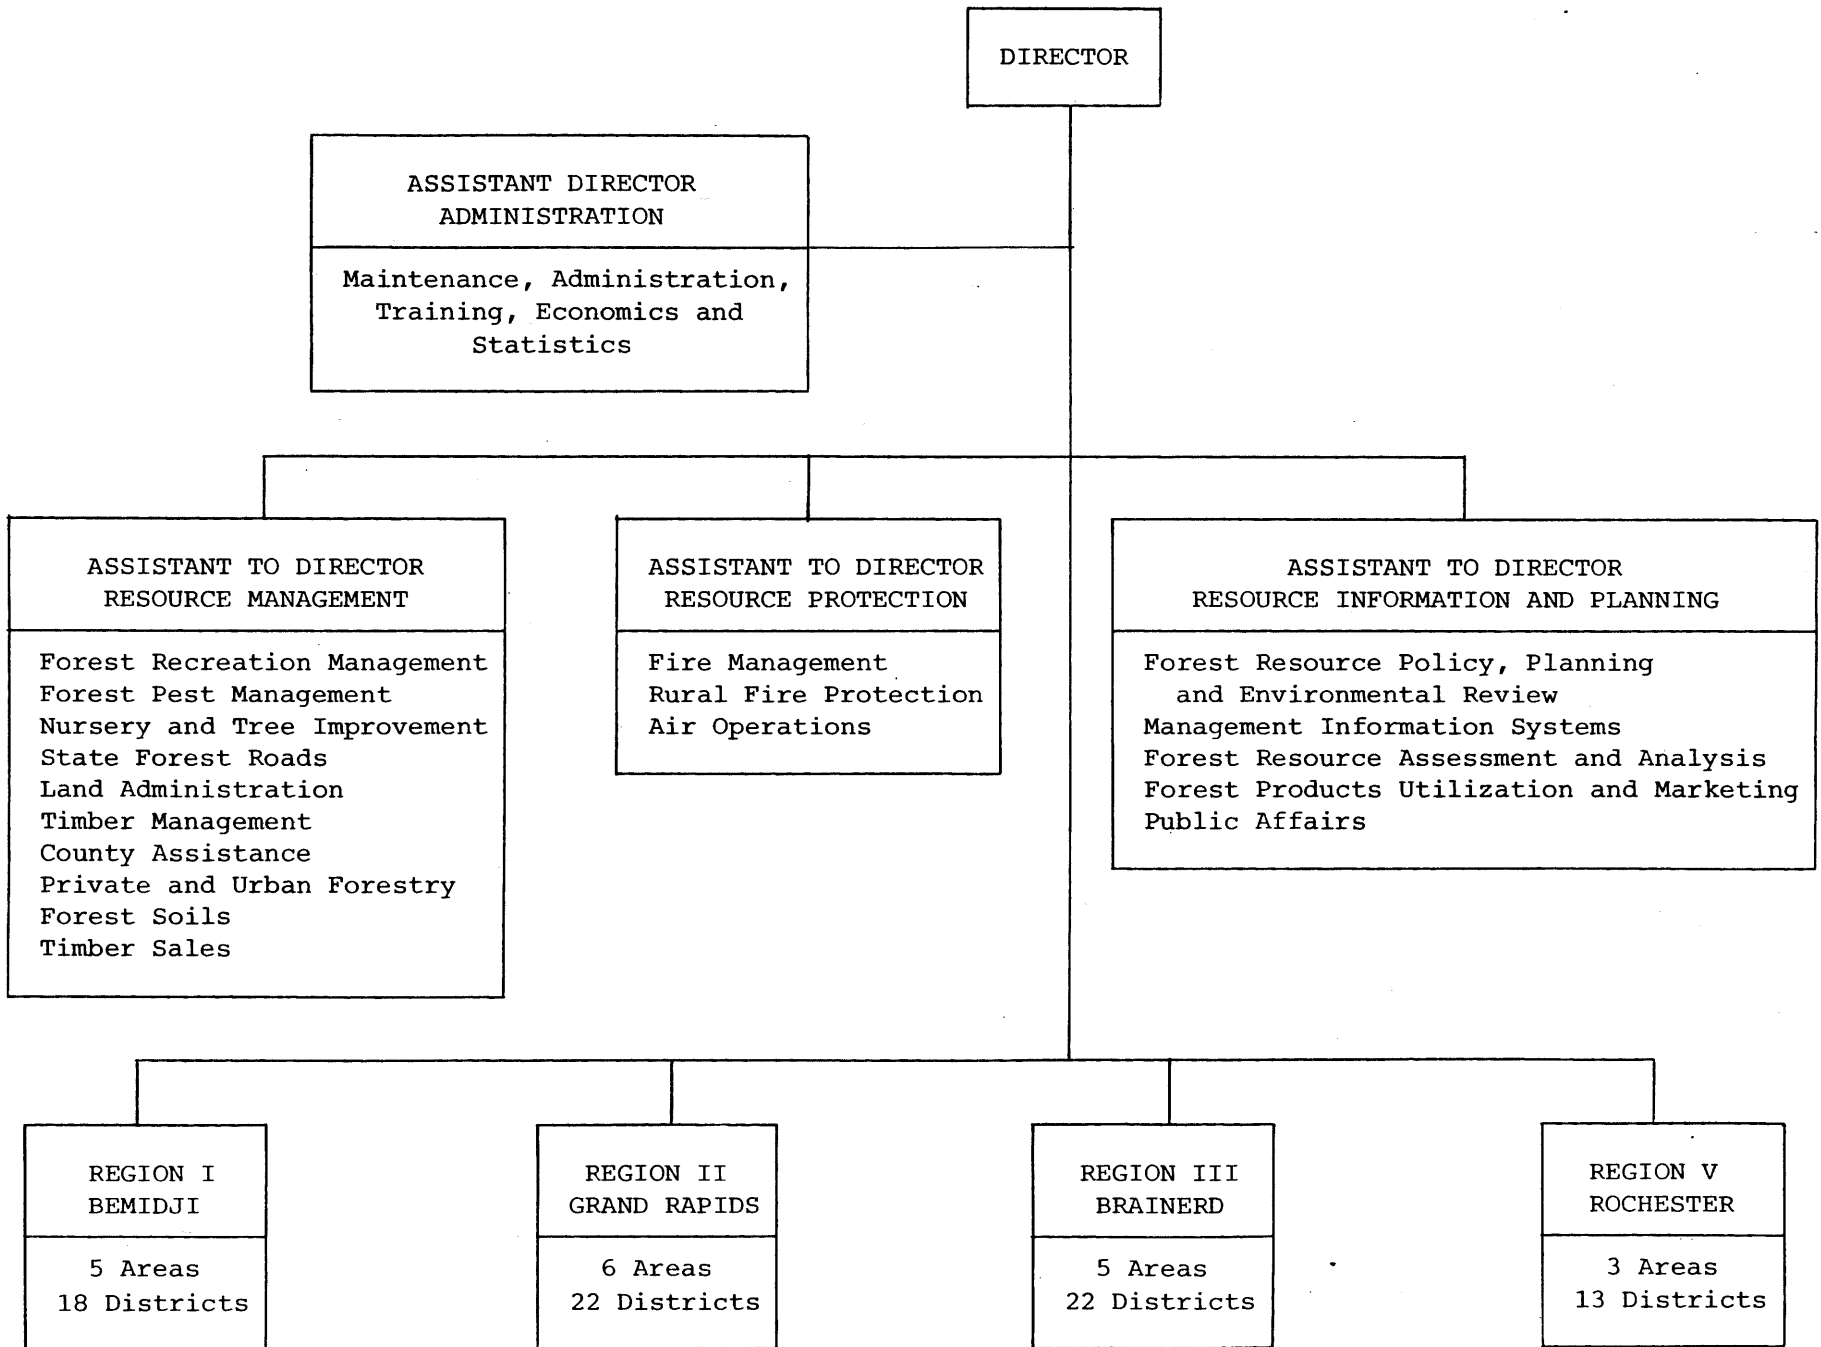 DIRECTOR
ASSISTANT DIRECTOR
ADMINISTRATION
Maintenance, Administration,
Training, Economics and
Statistics
ASSISTANT TO DIRECTOR
RESOURCE MANAGEMENT
Forest Recreation Management
Forest Pest Management
Nursery and Tree Improvement
State Forest Roads
Land Administration
Timber Management
County Assistance
Private and Urban Forestry
Forest Soils
Timber Sales
ASSISTANT TO DIRECTOR
RESOURCE PROTECTION
Fire Management
Rural Fire Protection
Air Operations
ASSISTANT TO DIRECTOR
RESOURCE INFORMATION AND PLANNING
Forest Resource Policy, Planning
and Environmental Review
Management Information Systems
Forest Resource Assessment and Analysis
Forest Products Utilization and Marketing
Public Affairs
REGION I
BEMIDJI
5 Areas
18 Districts
REGION II
GRAND RAPIDS
6 Areas
22 Districts
REGION III
BRAINERD
5 Areas
22 Districts
REGION V
ROCHESTER
3 Areas
13 Districts